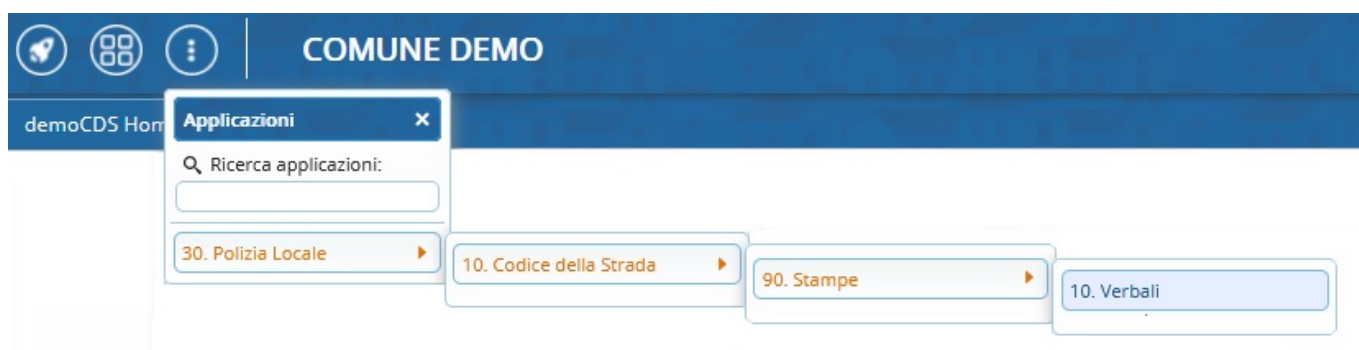 COMUNE DEMO
demoCDS Hom
Applicazioni
Ricerca applicazioni:
30. Polizia Locale
10. Codice della Strada
90. Stampe
10. Verbali